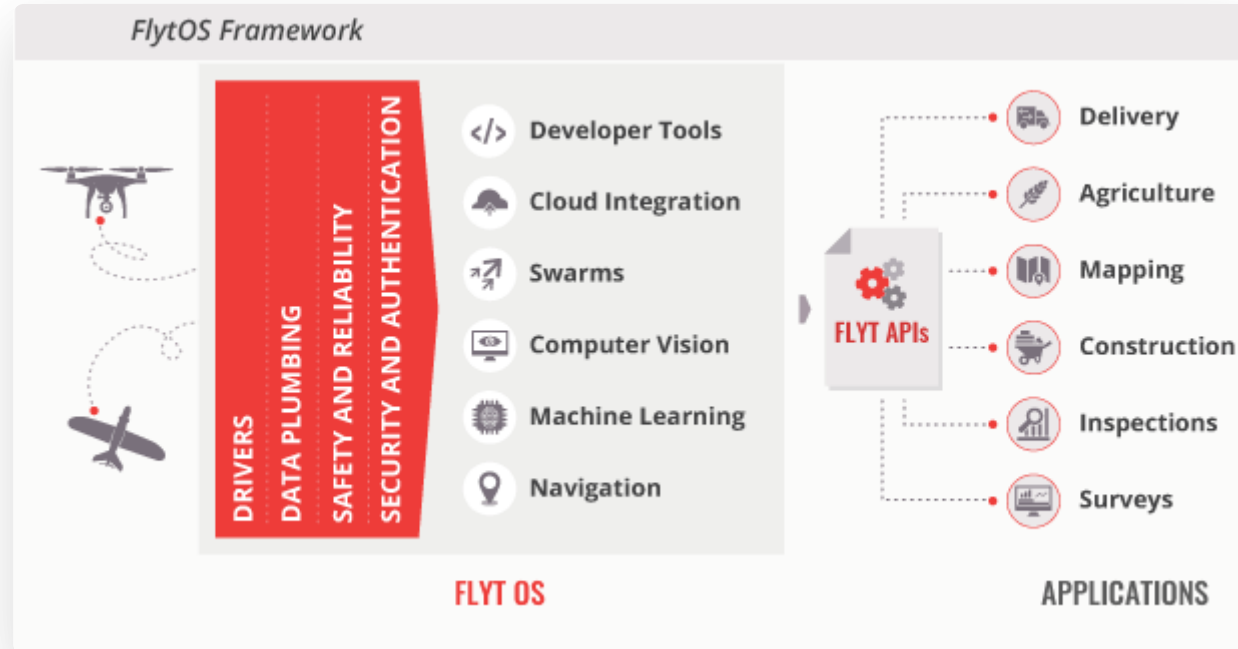 FlytOS Framework
DRIVERS
DATA PLUMBING
SAFETY AND RELIABILITY
SECURITY AND AUTHENTICATION
</> Developer Tools
Cloud Integration
Swarms
Computer Vision
Machine Learning
Navigation
FLYT OS
FLYT APIs
Delivery
Agriculture
Mapping
Construction
Inspections
Surveys
APPLICATIONS